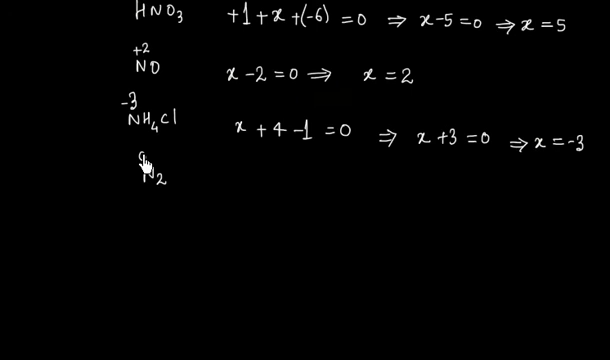 HNO₃ +1 + x + (-6) = 0 ⇒ x - 5 = 0 ⇒ x = 5
+2
NO x - 2 = 0 ⇒ x = 2
-3
NH₄Cl x + 4 - 1 = 0 ⇒ x + 3 = 0 ⇒ x = -3
N₂